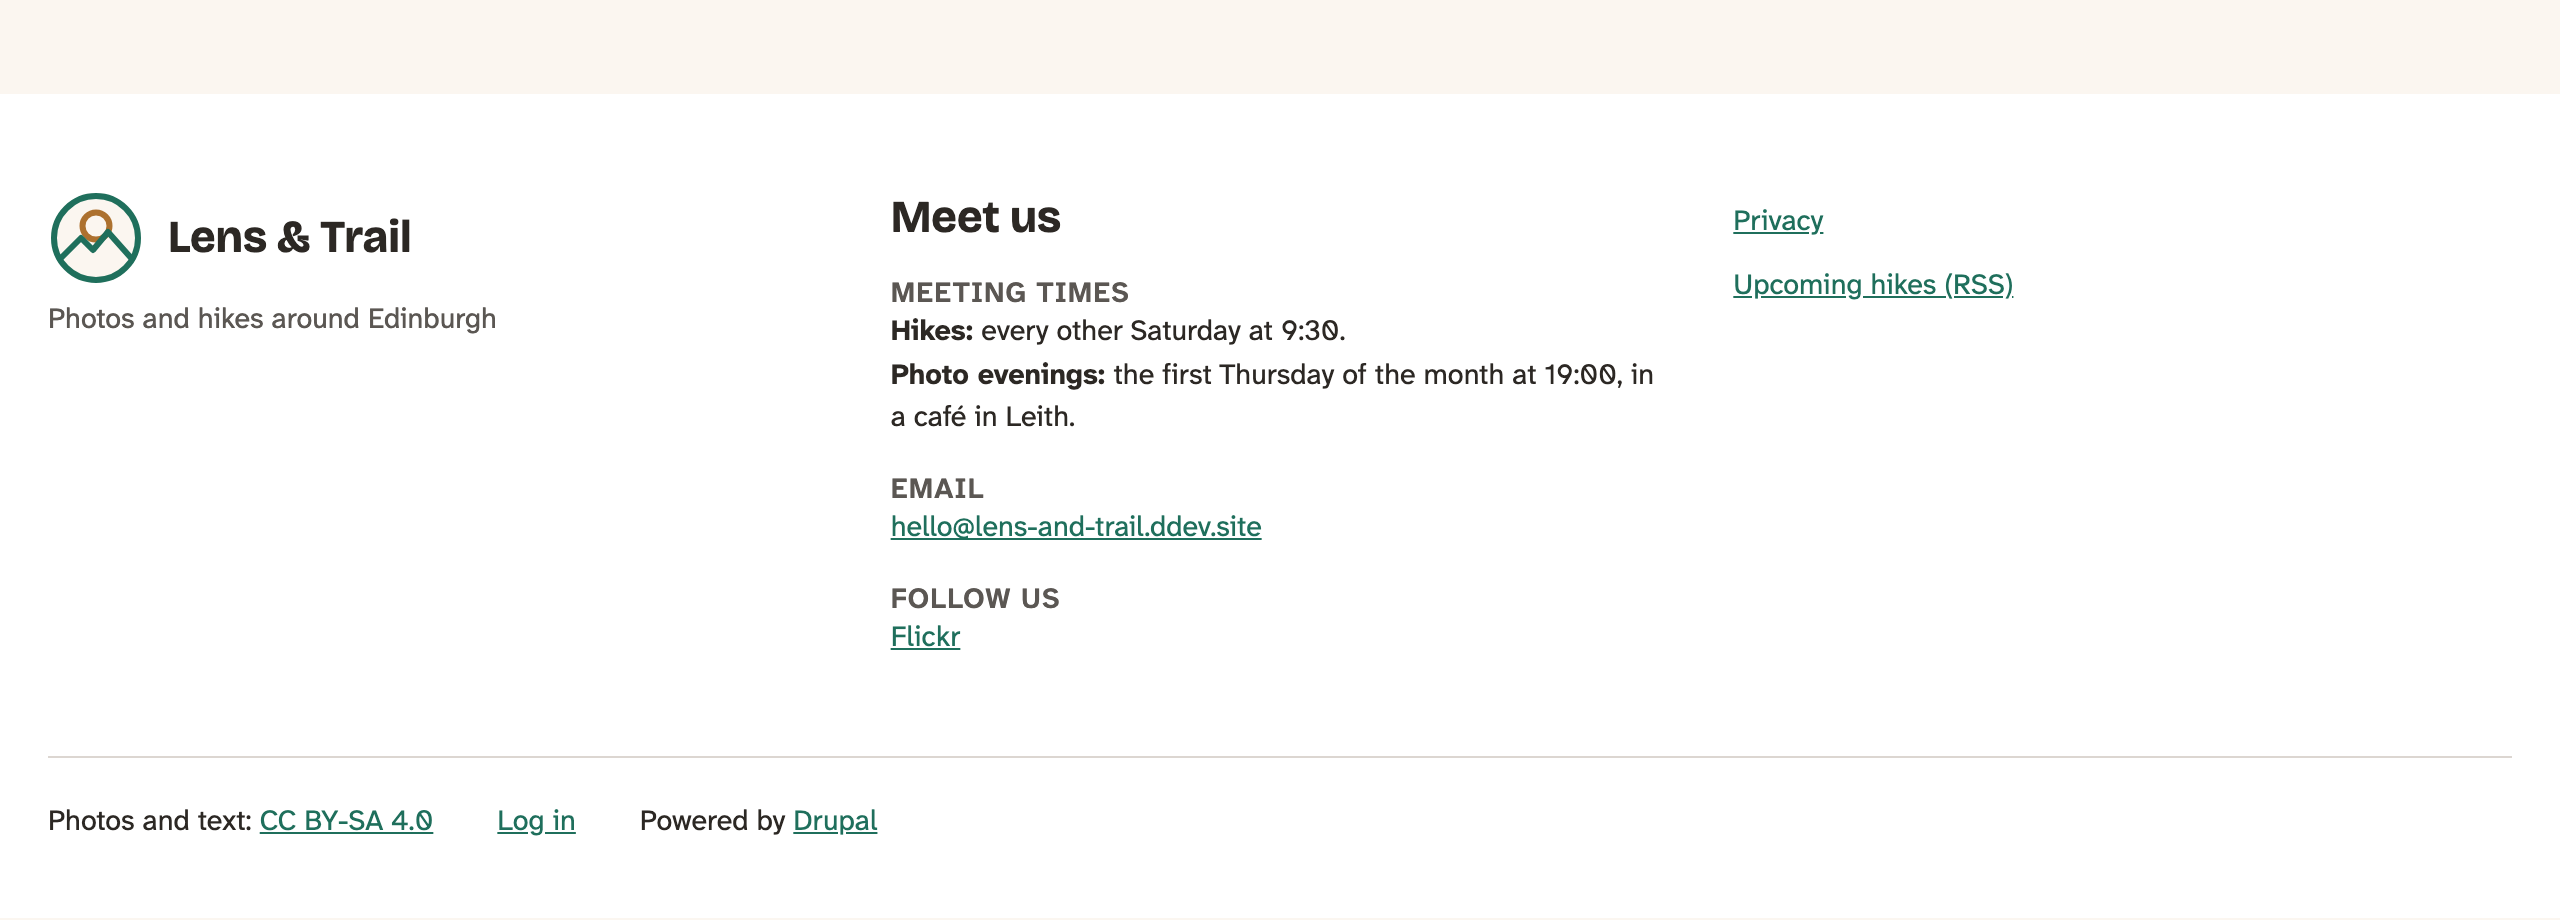 Lens & Trail
Photos and hikes around Edinburgh
Meet us
MEETING TIMES
Hikes: every other Saturday at 9:30.
Photo evenings: the first Thursday of the month at 19:00, in
a café in Leith.
EMAIL
hello@lens-and-trail.ddev.site
FOLLOW US
Flickr
Privacy
Upcoming hikes (RSS)
Photos and text: CC BY-SA 4.0
Log in
Powered by Drupal